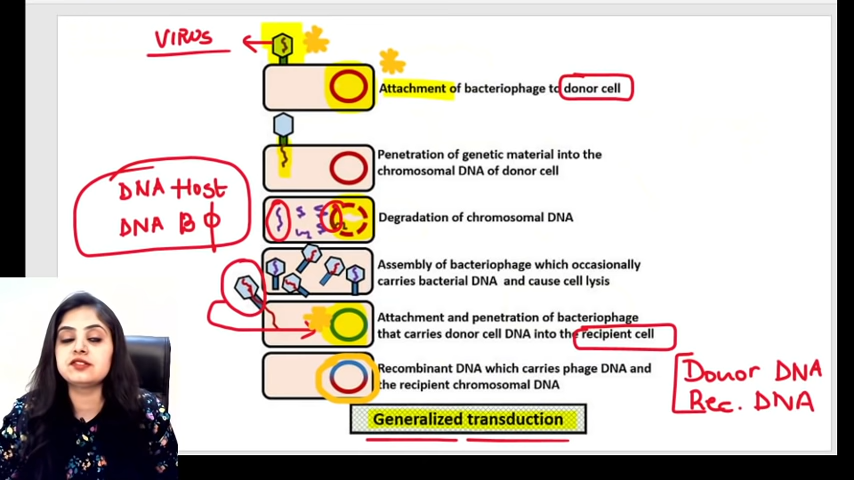 VIRUS
Attachment of bacteriophage to donor cell
Penetration of genetic material into the
chromosomal DNA of donor cell
DNA Host
DNA B ϕ
Degradation of chromosomal DNA
Assembly of bacteriophage which occasionally
carries bacterial DNA and cause cell lysis
Attachment and penetration of bacteriophage
that carries donor cell DNA into the recipient cell
Recombinant DNA which carries phage DNA and
the recipient chromosomal DNA
Donor DNA
Rec. DNA
Generalized transduction